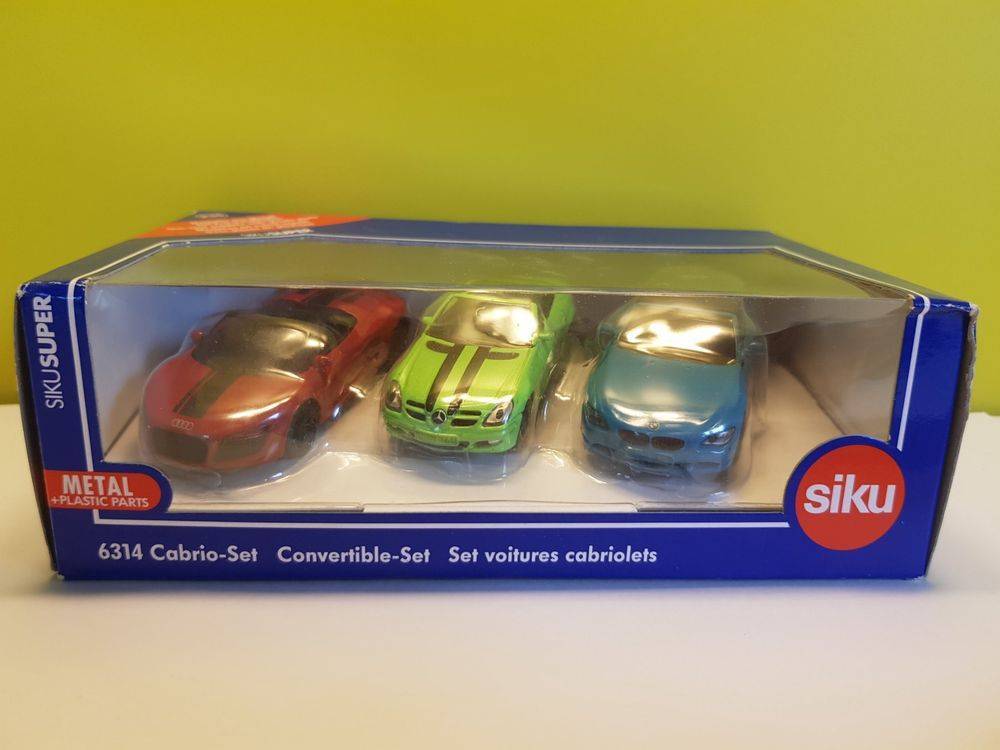 SIKUSUPER
METAL
+PLASTIC PARTS
siku
6314 Cabrio-Set Convertible-Set Set voitures cabriolets